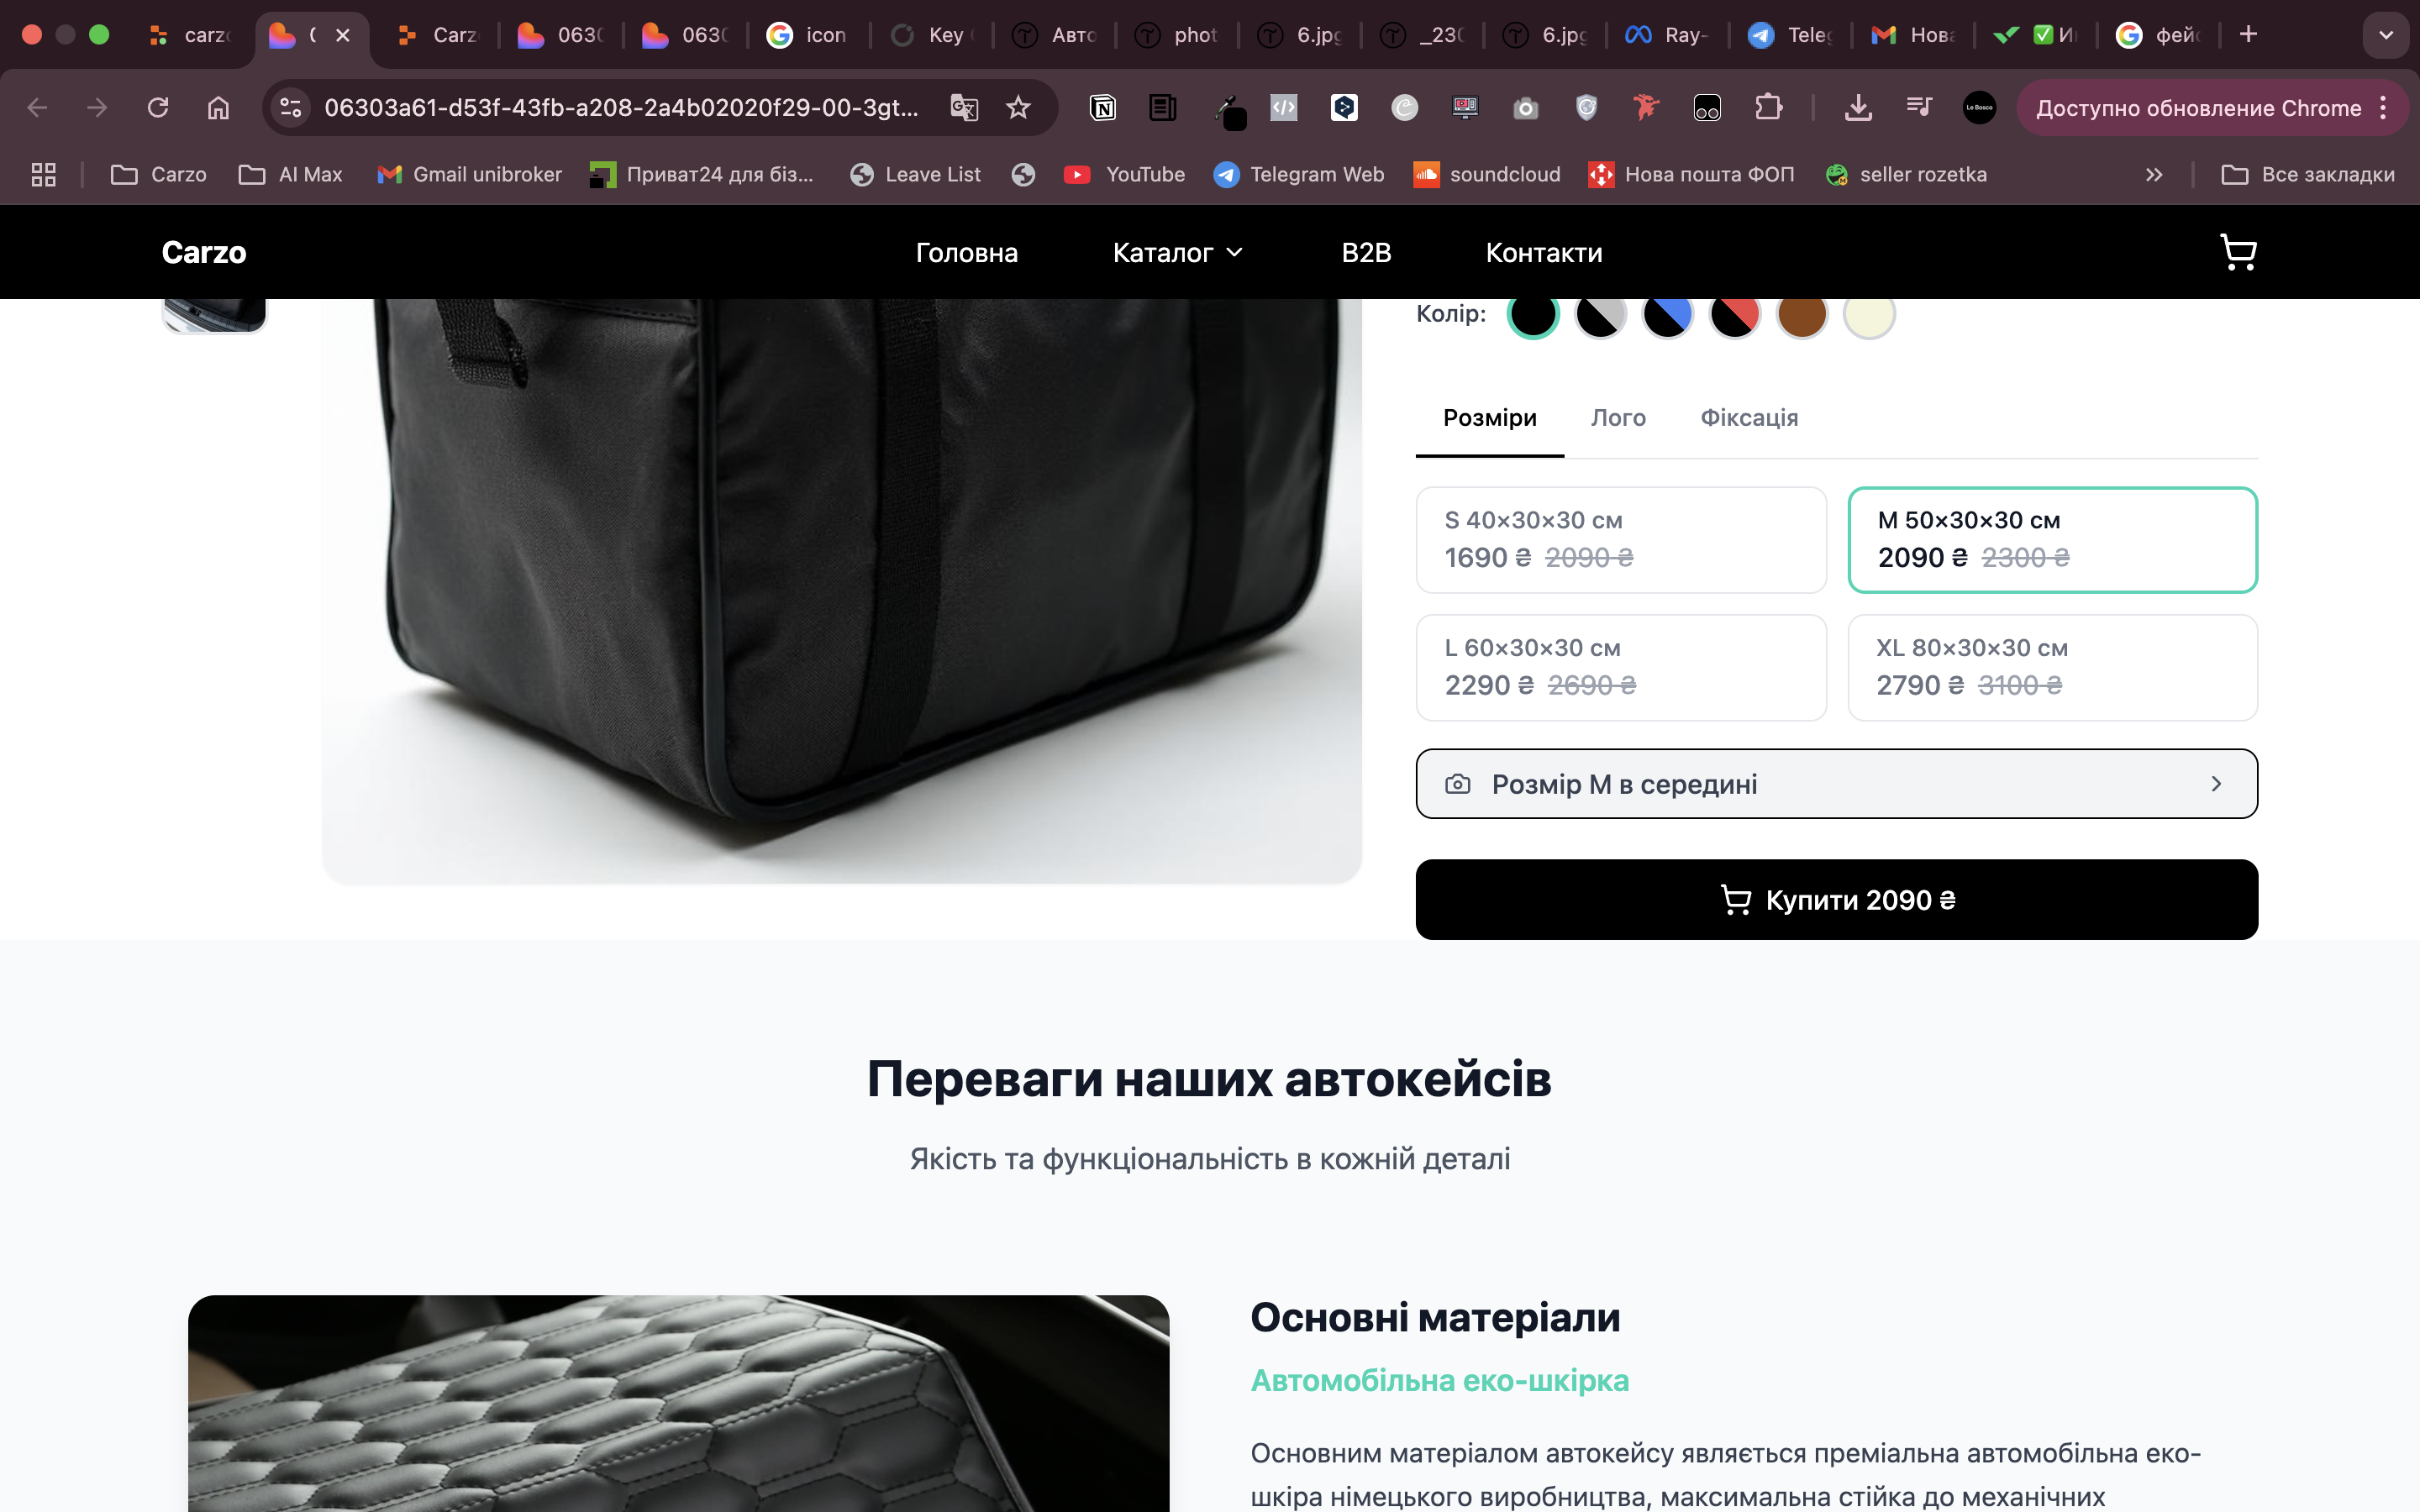 carz
Carz
063
063
icon
Key
Авто
phot
6.jpg
_230
6.jpg
Ray-
Teleg
Нова
фей
06303a61-d53f-43fb-a208-2a4b02020f29-00-3gt...
Доступно обновление Chrome
Carzo
AI Max
Gmail unibroker
Приват24 для біз...
Leave List
YouTube
Telegram Web
soundcloud
Нова пошта ФОП
seller rozetka
Все закладки
Carzo
Головна
Каталог
B2B
Контакти
Колір:
Розміри
Лого
Фіксація
S 40×30×30 см
1690 ₴ 2090 ₴
M 50×30×30 см
2090 ₴ 2300 ₴
L 60×30×30 см
2290 ₴ 2690 ₴
XL 80×30×30 см
2790 ₴ 3100 ₴
Розмір M в середині
Купити 2090 ₴
Переваги наших автокейсів
Якість та функціональність в кожній деталі
Основні матеріали
Автомобільна еко-шкірка
Основним матеріалом автокейсу являється преміальна автомобільна еко-
шкіра німецького виробництва, максимальна стійка до механічних